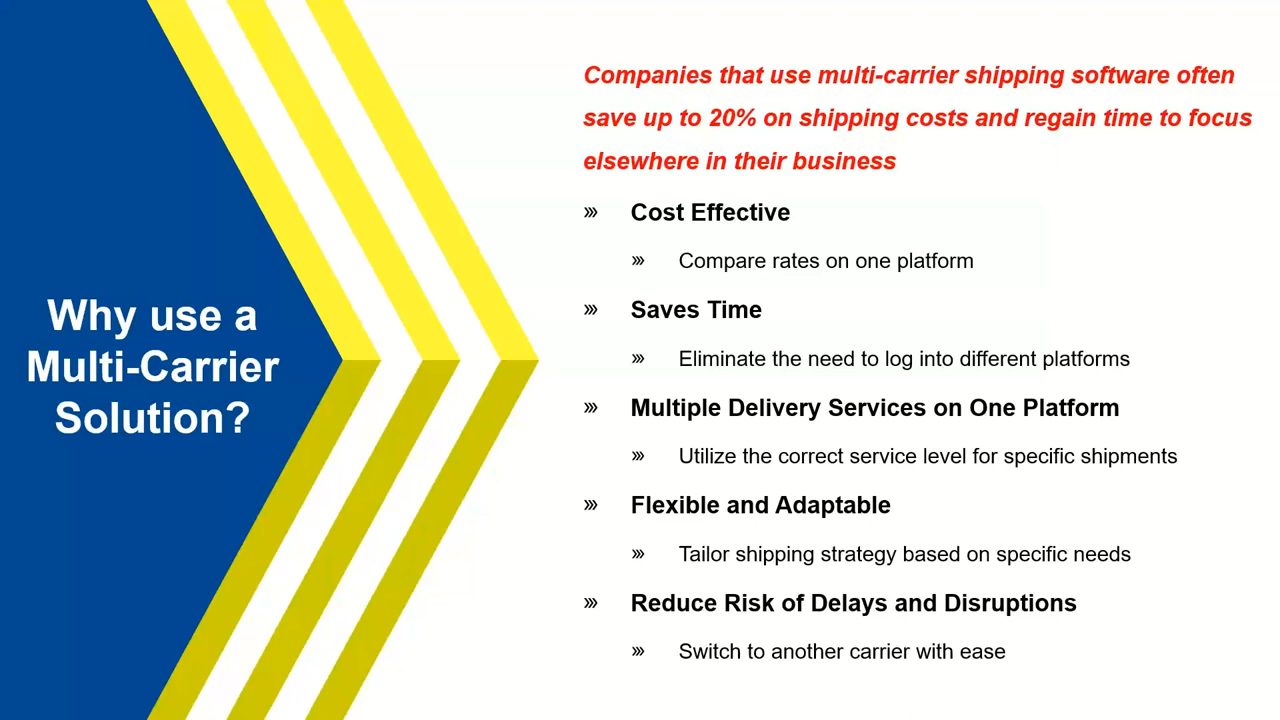 Why use a
Multi-Carrier
Solution?
Companies that use multi-carrier shipping software often
save up to 20% on shipping costs and regain time to focus
elsewhere in their business
Cost Effective
Compare rates on one platform
Saves Time
Eliminate the need to log into different platforms
Multiple Delivery Services on One Platform
Utilize the correct service level for specific shipments
Flexible and Adaptable
Tailor shipping strategy based on specific needs
Reduce Risk of Delays and Disruptions
Switch to another carrier with ease